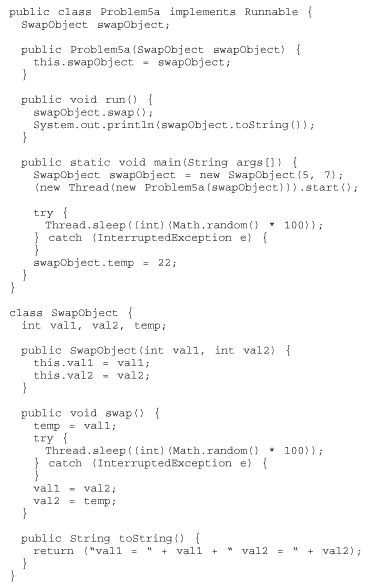 public class Problem5a implements Runnable {
SwapObject swapObject;
public Problem5a(SwapObject swapObject) {
this.swapObject = swapObject;
}
public void run() {
swapObject.swap();
System.out.println(swapObject.toString());
}
public static void main(String args[]) {
SwapObject swapObject = new SwapObject(5, 7);
(new Thread(new Problem5a(swapObject))).start();
try {
Thread.sleep((int)(Math.random() * 100));
} catch (InterruptedException e) {
}
swapObject.temp = 22;
}
}
class SwapObject {
int val1, val2, temp;
public SwapObject(int val1, int val2) {
this.val1 = val1;
this.val2 = val2;
}
public void swap() {
temp = val1;
try {
Thread.sleep((int)(Math.random() * 100));
} catch (InterruptedException e) {
}
val1 = val2;
val2 = temp;
}
public String toString() {
return (“val1 = “ + val1 + “ val2 = “ + val2);
}
}